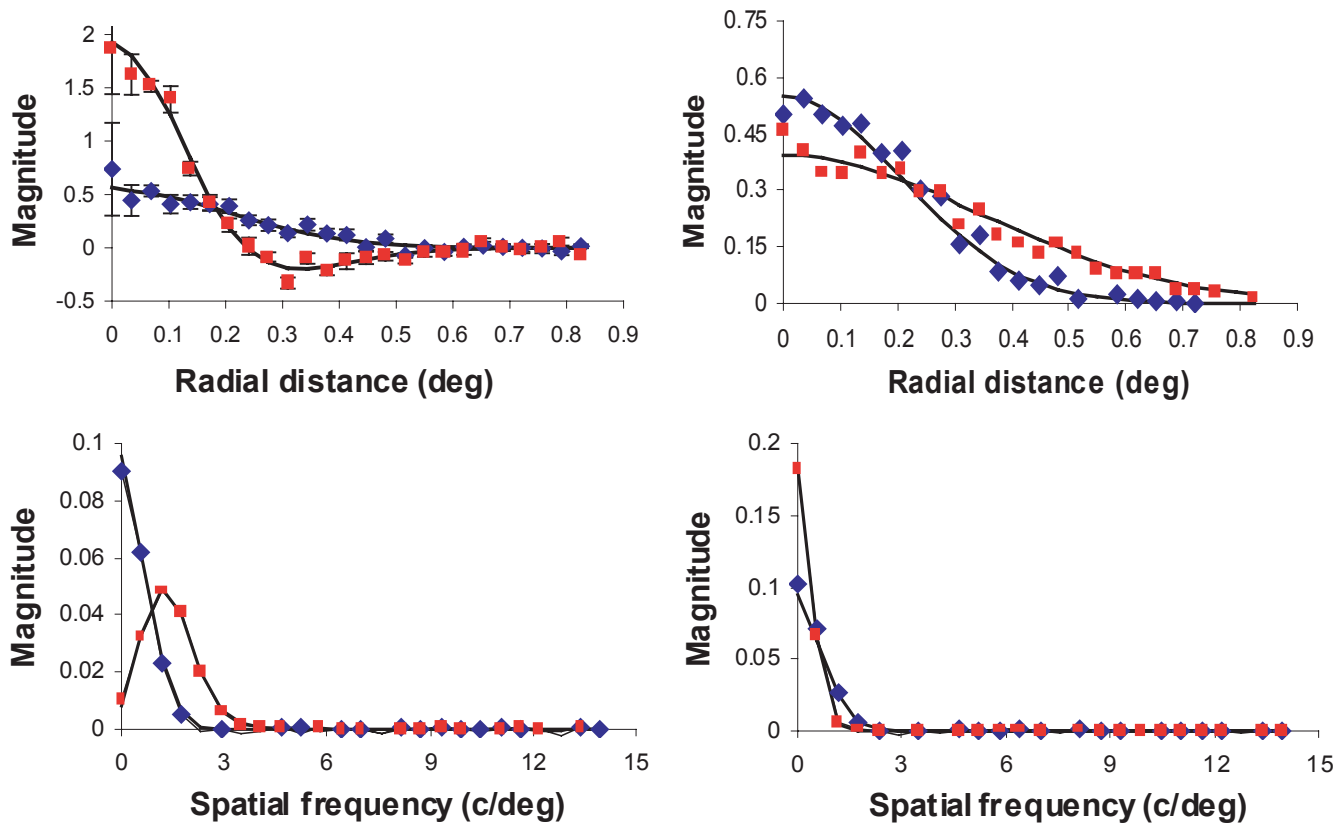 Magnitude
2
1.5
1
0.5
0
-0.5
0 0.1 0.2 0.3 0.4 0.5 0.6 0.7 0.8 0.9
Radial distance (deg)
Magnitude
0.75
0.6
0.45
0.3
0.15
0
0 0.1 0.2 0.3 0.4 0.5 0.6 0.7 0.8 0.9
Radial distance (deg)
Magnitude
0.1
0.08
0.06
0.04
0.02
0
0 3 6 9 12 15
Spatial frequency (c/deg)
Magnitude
0.2
0.15
0.1
0.05
0
0 3 6 9 12 15
Spatial frequency (c/deg)